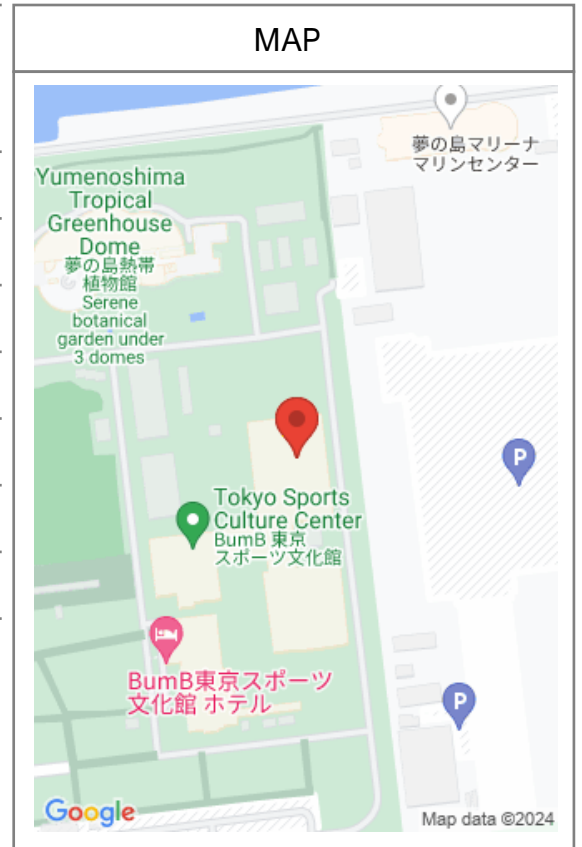 MAP
夢の島マリーナ
マリンセンター
Yumenoshima
Tropical
Greenhouse
Dome
夢の島熱帯
植物館
Serene
botanical
garden under
3 domes
P
Tokyo Sports
Culture Center
BumB 東京
スポーツ文化館
BumB東京スポーツ
文化館 ホテル
P
Google
Map data ©2024